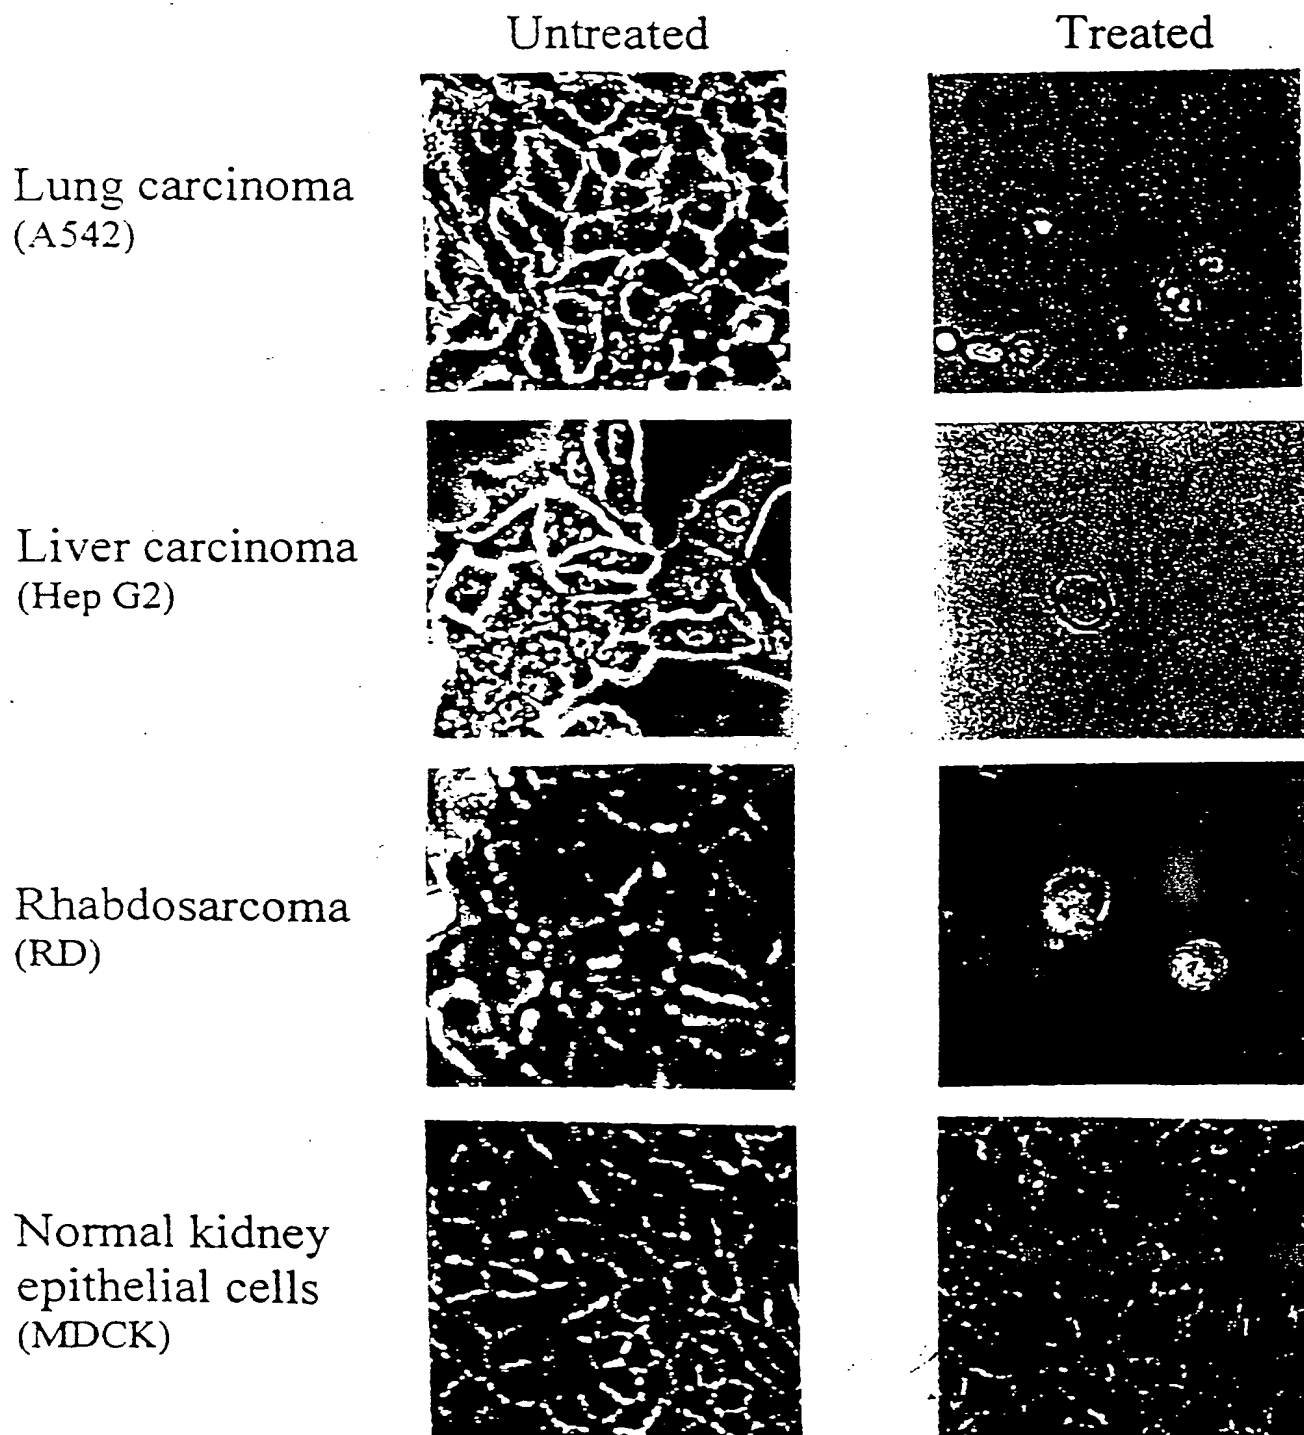 Untreated
Treated
Lung carcinoma
(A542)
Liver carcinoma
(Hep G2)
Rhabdosarcoma
(RD)
Normal kidney
epithelial cells
(MDCK)